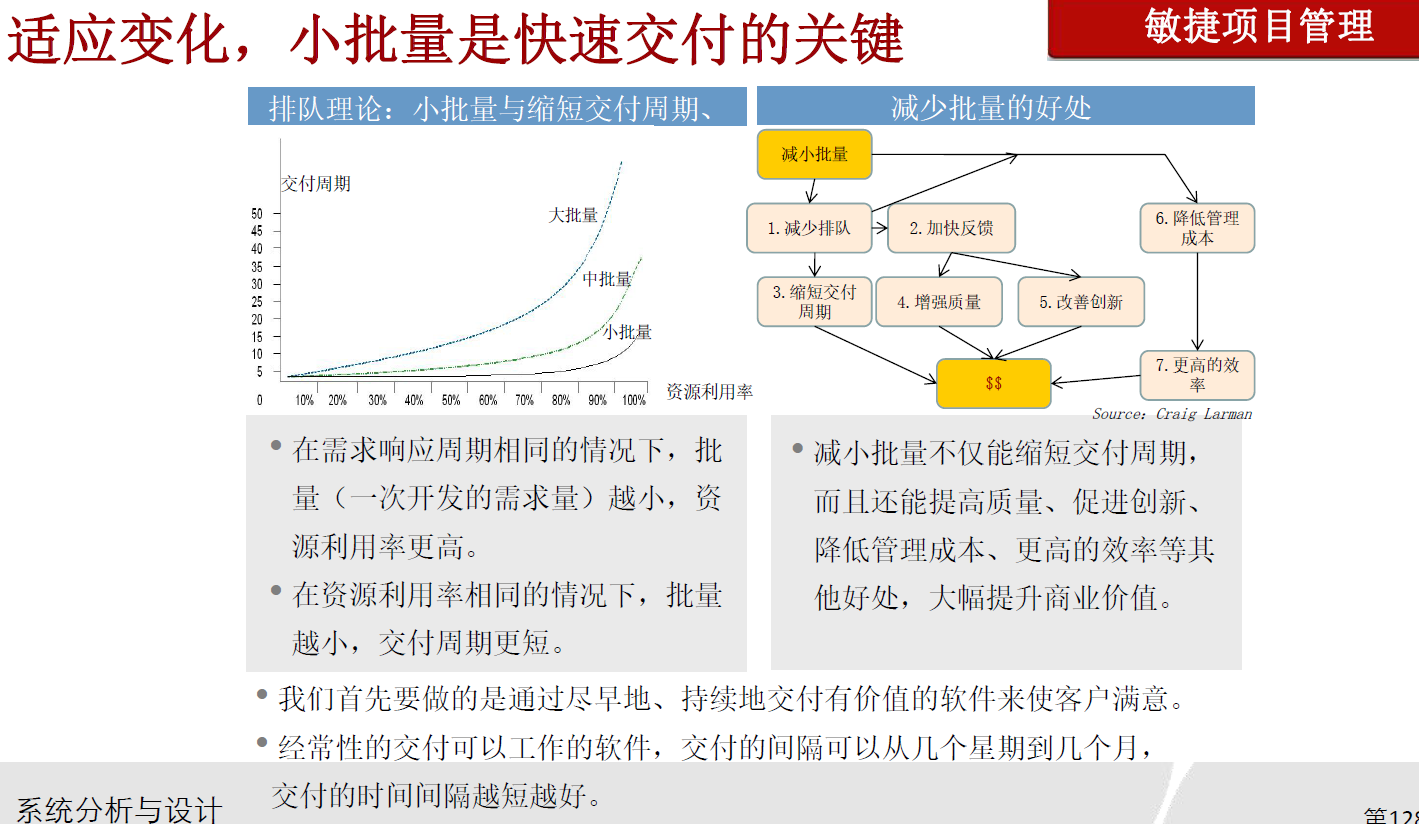 适应变化，小批量是快速交付的关键
敏捷项目管理
排队理论：小批量与缩短交付周期、
交付周期
50
45
40
35
30
25
20
15
10
5
0
10%
20%
30%
40%
50%
60%
70%
80%
90%
100%
资源利用率
大批量
中批量
小批量
减少批量的好处
减小批量
1.减少排队
2.加快反馈
6.降低管理
成本
3.缩短交付
周期
4.增强质量
5.改善创新
7.更高的效
率
$$
Source：Craig Larman
在需求响应周期相同的情况下，批
量（一次开发的需求量）越小，资
源利用率更高。
在资源利用率相同的情况下，批量
越小，交付周期更短。
减小批量不仅能缩短交付周期，
而且还能提高质量、促进创新、
降低管理成本、更高的效率等其
他好处，大幅提升商业价值。
我们首先要做的是通过尽早地、持续地交付有价值的软件来使客户满意。
经常性的交付可以工作的软件，交付的间隔可以从几个星期到几个月，
交付的时间间隔越短越好。
系统分析与设计
第128